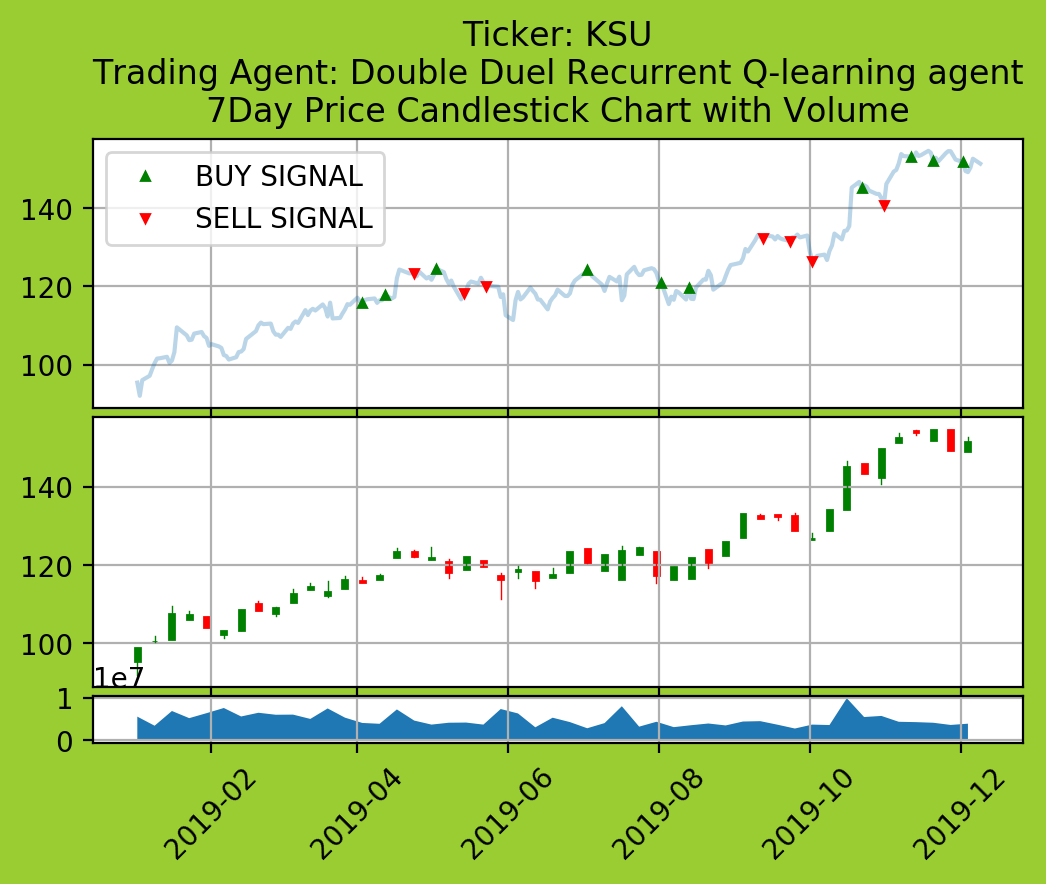 Ticker: KSU
Trading Agent: Double Duel Recurrent Q-learning agent
7Day Price Candlestick Chart with Volume
BUY SIGNAL
SELL SIGNAL
140
120
100
140
120
100
1e7
1
0
2019-02
2019-04
2019-06
2019-08
2019-10
2019-12